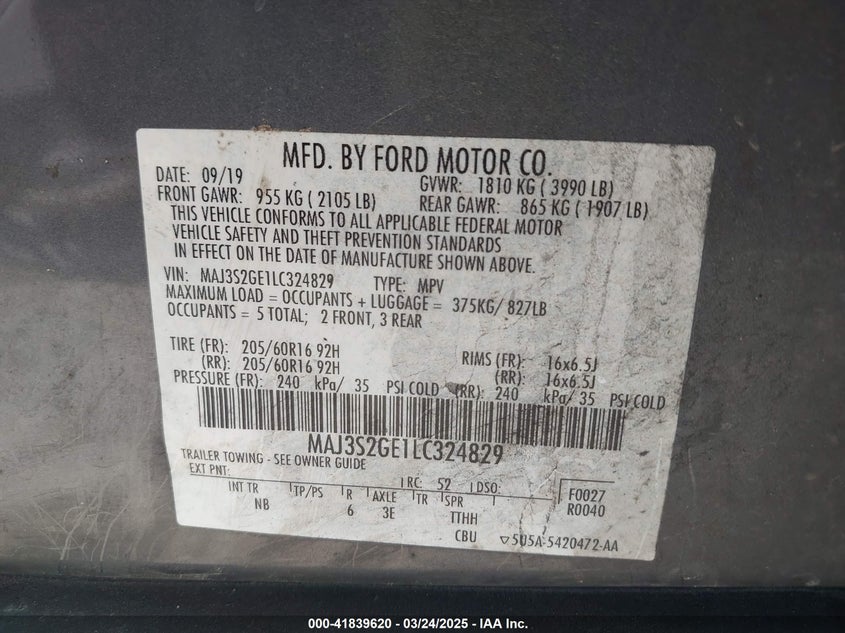 MFD. BY FORD MOTOR CO.
DATE: 09/19 GVWR: 1810 KG ( 3990 LB)
FRONT GAWR: 955 KG ( 2105 LB) REAR GAWR: 865 KG ( 1907 LB)
THIS VEHICLE CONFORMS TO ALL APPLICABLE FEDERAL MOTOR
VEHICLE SAFETY AND THEFT PREVENTION STANDARDS
IN EFFECT ON THE DATE OF MANUFACTURE SHOWN ABOVE.
VIN: MAJ3S2GE1LC324829 TYPE: MPV
MAXIMUM LOAD = OCCUPANTS + LUGGAGE = 375KG/ 827LB
OCCUPANTS = 5 TOTAL; 2 FRONT, 3 REAR
TIRE (FR): 205/60R16 92H RIMS (FR): 16x6.5J
(RR): 205/60R16 92H (RR): 16x6.5J
PRESSURE (FR): 240 kPa/ 35 PSI COLD (RR): 240 kPa/ 35 PSI COLD
MAJ3S2GE1LC324829
TRAILER TOWING - SEE OWNER GUIDE
EXT PNT: RC: 52 DSO: F0027
INT TR TP/PS R AXLE TR SPR R0040
NB 6 3E TTHH
CBU ▽5U5A-5420472-AA
000-41839620 - 03/24/2025 - IAA Inc.